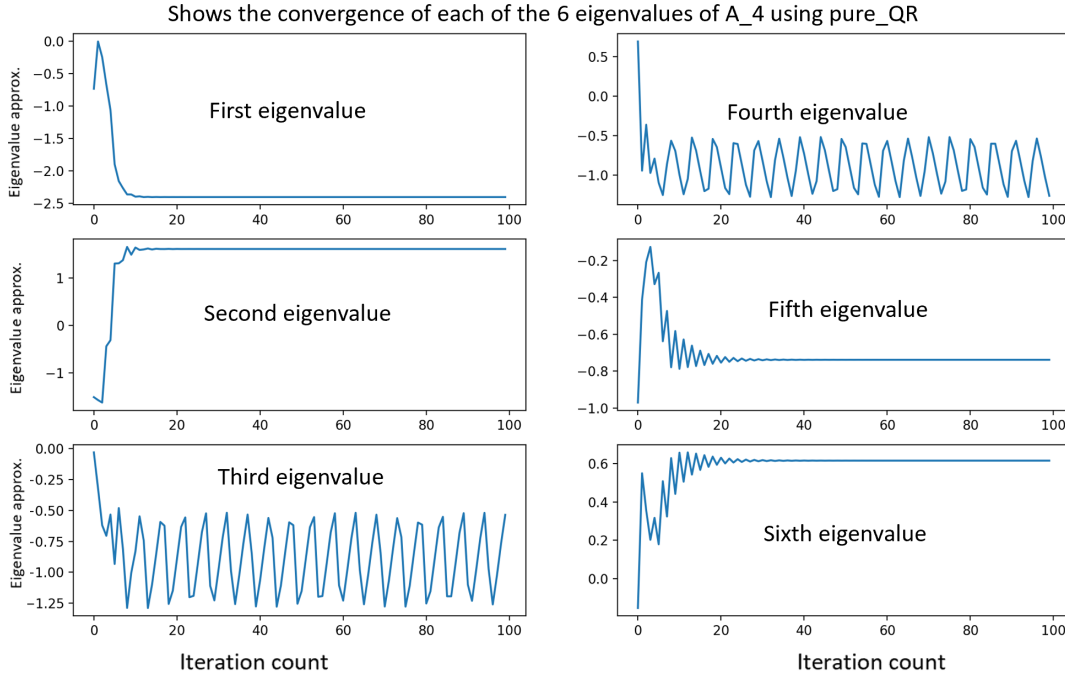 Shows the convergence of each of the 6 eigenvalues of A_4 using pure_QR
Eigenvalue approx.
0.0
−0.5
−1.0
−1.5
−2.0
−2.5
First eigenvalue
0 20 40 60 80 100
0.5
0.0
−0.5
−1.0
Fourth eigenvalue
0 20 40 60 80 100
Eigenvalue approx.
1
0
−1
Second eigenvalue
0 20 40 60 80 100
−0.2
−0.4
−0.6
−0.8
−1.0
Fifth eigenvalue
0 20 40 60 80 100
Eigenvalue approx.
0.00
-0.25
-0.50
-0.75
-1.00
-1.25
Third eigenvalue
0 20 40 60 80 100
Iteration count
0.6
0.4
0.2
0.0
Sixth eigenvalue
0 20 40 60 80 100
Iteration count